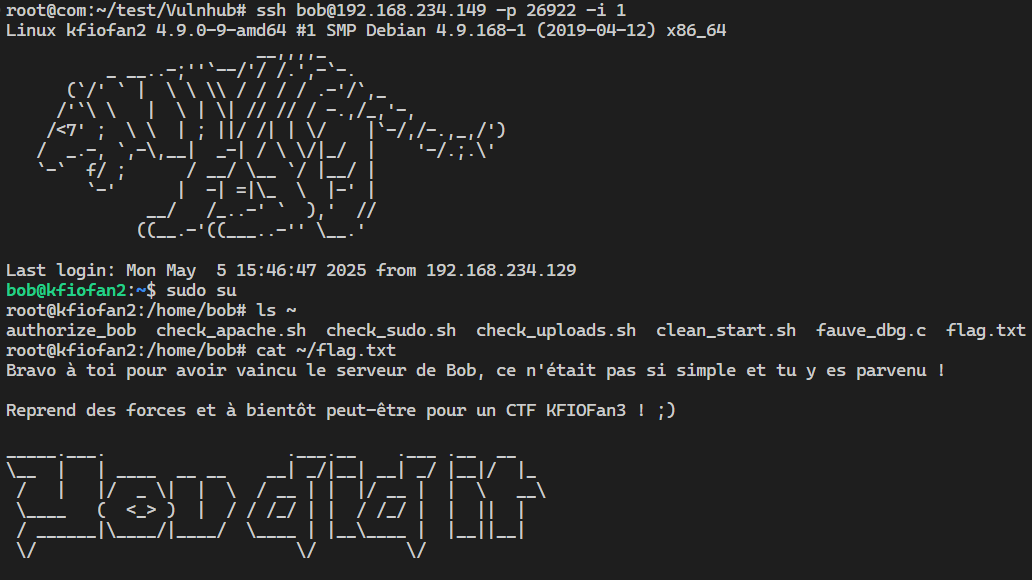 root@com:~/test/Vulnhub# ssh bob@192.168.234.149 -p 26922 -i 1
Linux kfiofan2 4.9.0-9-amd64 #1 SMP Debian 4.9.168-1 (2019-04-12) x86_64
Last login: Mon May  5 15:46:47 2025 from 192.168.234.129
bob@kfiofan2:~$ sudo su
root@kfiofan2:/home/bob# ls ~
authorize_bob  check_apache.sh  check_sudo.sh  check_uploads.sh  clean_start.sh  fauve_dbg.c  flag.txt
root@kfiofan2:/home/bob# cat ~/flag.txt
Bravo à toi pour avoir vaincu le serveur de Bob, ce n'était pas si simple et tu y es parvenu !
Reprend des forces et à bientôt peut-être pour un CTF KFIOFan3 ! ;)
You did it